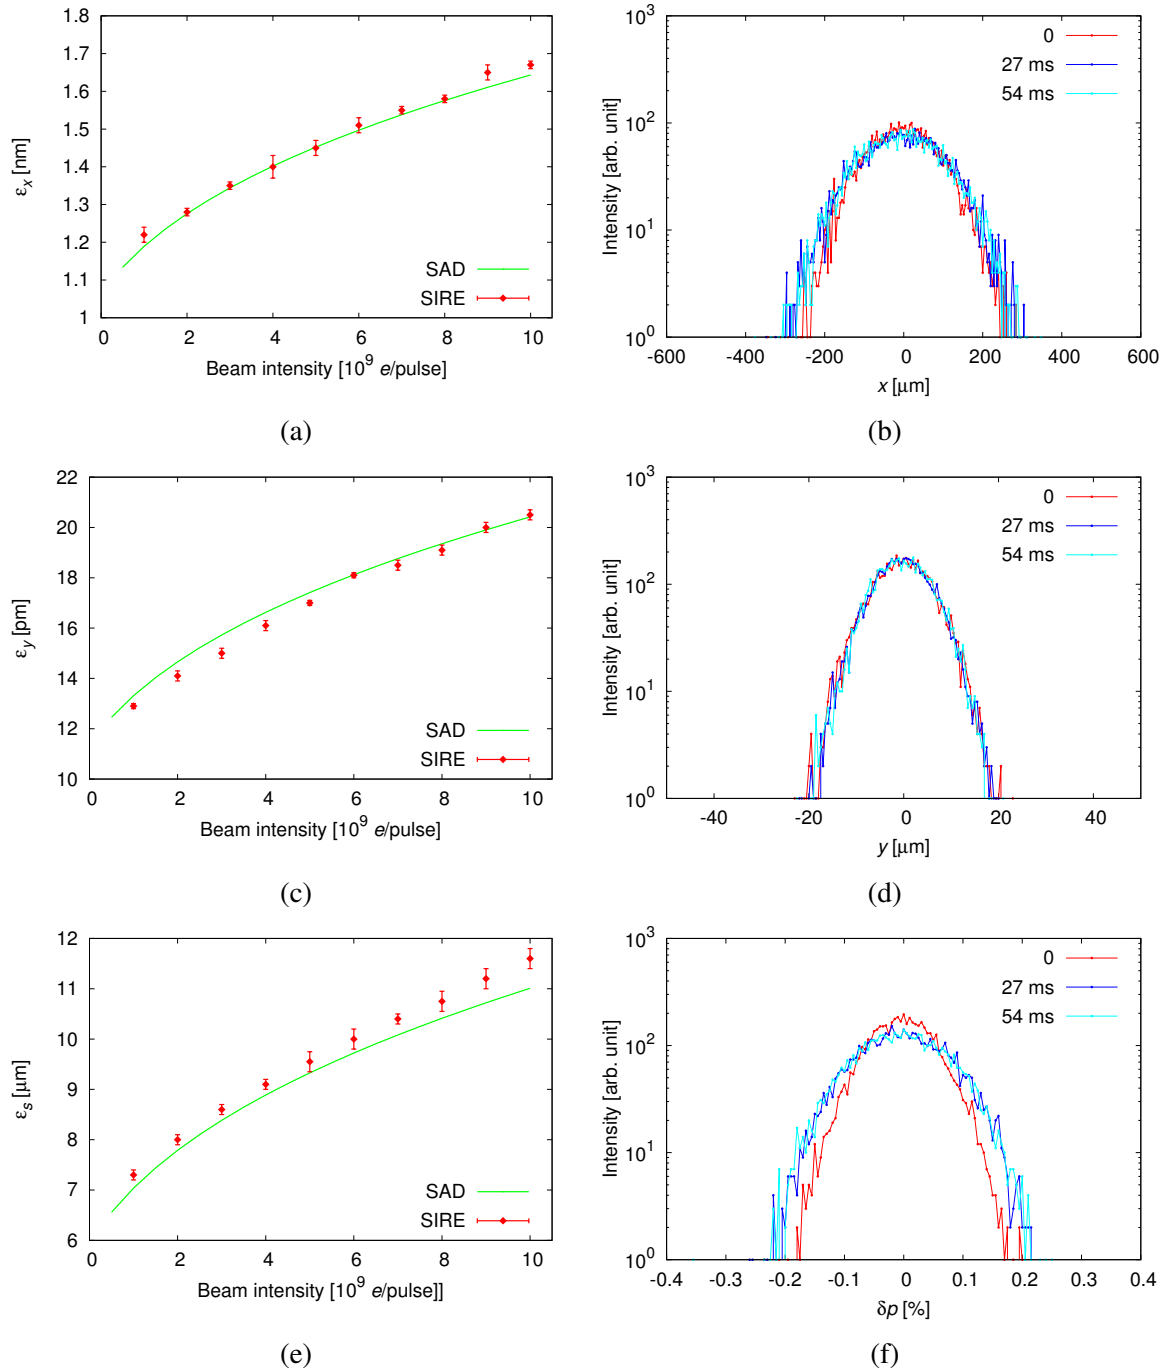 1.8
1.7
1.6
1.5
1.4
1.3
1.2
1.1
1
εx [nm]
SAD
SIRE
0 2 4 6 8 10
Beam intensity [10^9 e/pulse]
(a)
10^3
10^2
10^1
10^0
Intensity [arb. unit]
0
27 ms
54 ms
-600 -400 -200 0 200 400 600
x [μm]
(b)
22
20
18
16
14
12
10
εy [pm]
SAD
SIRE
0 2 4 6 8 10
Beam intensity [10^9 e/pulse]
(c)
10^3
10^2
10^1
10^0
Intensity [arb. unit]
0
27 ms
54 ms
-40 -20 0 20 40
y [μm]
(d)
12
11
10
9
8
7
6
εs [μm]
SAD
SIRE
0 2 4 6 8 10
Beam intensity [10^9 e/pulse]]
(e)
10^3
10^2
10^1
10^0
Intensity [arb. unit]
0
27 ms
54 ms
-0.4 -0.3 -0.2 -0.1 0 0.1 0.2 0.3 0.4
δp [%]
(f)